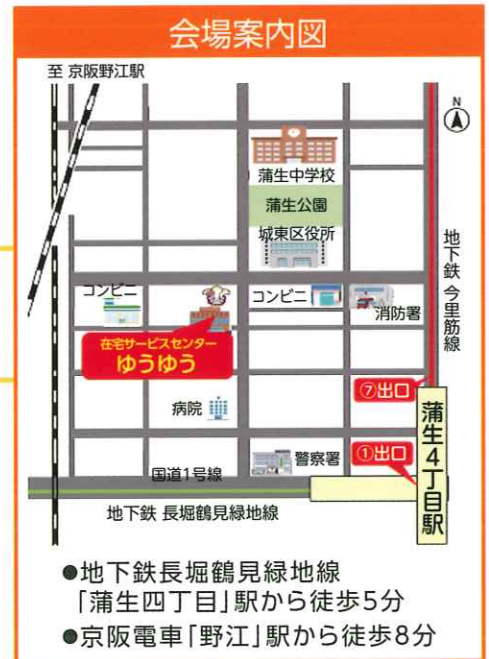 会場案内図
至 京阪野江駅
N
蒲生中学校
蒲生公園
城東区役所
地下鉄 今里筋線
コンビニ
コンビニ
消防署
在宅サービスセンター
ゆうゆう
⑦出口
病院
蒲生4丁目駅
①出口
警察署
国道1号線
地下鉄 長堀鶴見緑地線
●地下鉄長堀鶴見緑地線
「蒲生四丁目」駅から徒歩5分
●京阪電車「野江」駅から徒歩8分